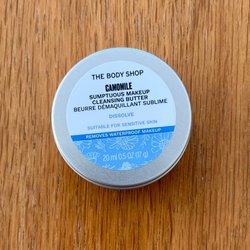 THE BODY SHOP
CAMOMILE
SUMPTUOUS MAKEUP
CLEANSING BUTTER
BEURRE DÉMAQUILLANT SUBLIME
DISSOLVE
SUITABLE FOR SENSITIVE SKIN
REMOVES WATERPROOF MAKEUP
20 ml 0.5 OZ (17 g)